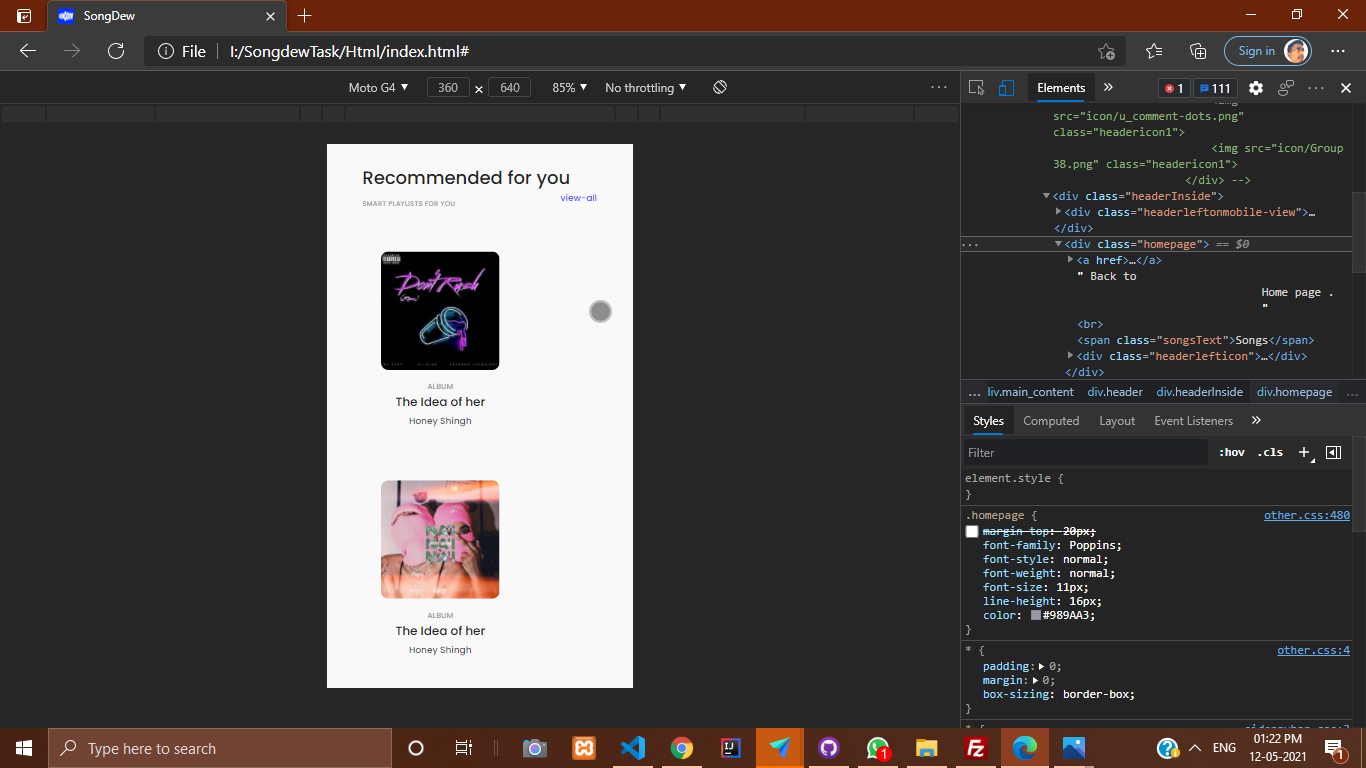 SongDew
File
I:/SongdewTask/Html/index.html#
Sign in
Moto G4 ▼ 360 × 640 85% ▼ No throttling ▼
Elements
1
111
src="icon/u_comment-dots.png"
class="headericon1">
<img src="icon/Group
38.png" class="headericon1">
</div> -->
<div class="headerInside">
<div class="headerleftonmobile-view">…
</div>
... <div class="homepage"> == $0
<a href>…</a>
" Back to
Home page .
"
<br>
<span class="songsText">Songs</span>
<div class="headerlefticon">…</div>
</div>
... div.main_content div.header div.headerInside div.homepage ...
Styles Computed Layout Event Listeners
Filter :hov .cls +
element.style {
}
.homepage { other.css:480
margin-top: 20px;
font-family: Poppins;
font-style: normal;
font-weight: normal;
font-size: 11px;
line-height: 16px;
color: #989AA3;
}
* { other.css:4
padding: 0;
margin: 0;
box-sizing: border-box;
}
Recommended for you
view-all
SMART PLAYLISTS FOR YOU
Don't Rush
ALBUM
The Idea of her
Honey Shingh
ALBUM
The Idea of her
Honey Shingh
Type here to search
1
ENG
01:22 PM
12-05-2021
1